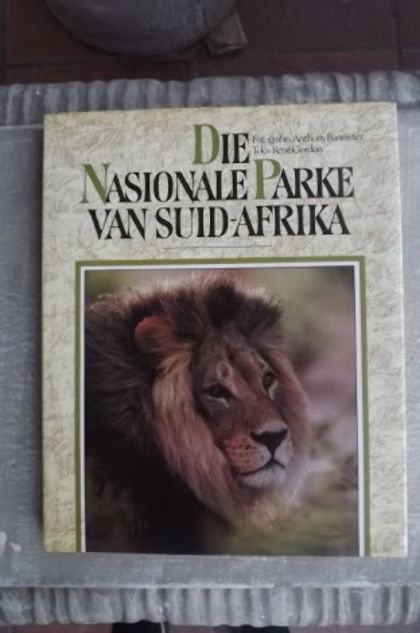 DIE
Fotografie Anthony Bannister
Teks René Gordon
NASIONALE PARKE
VAN SUID-AFRIKA